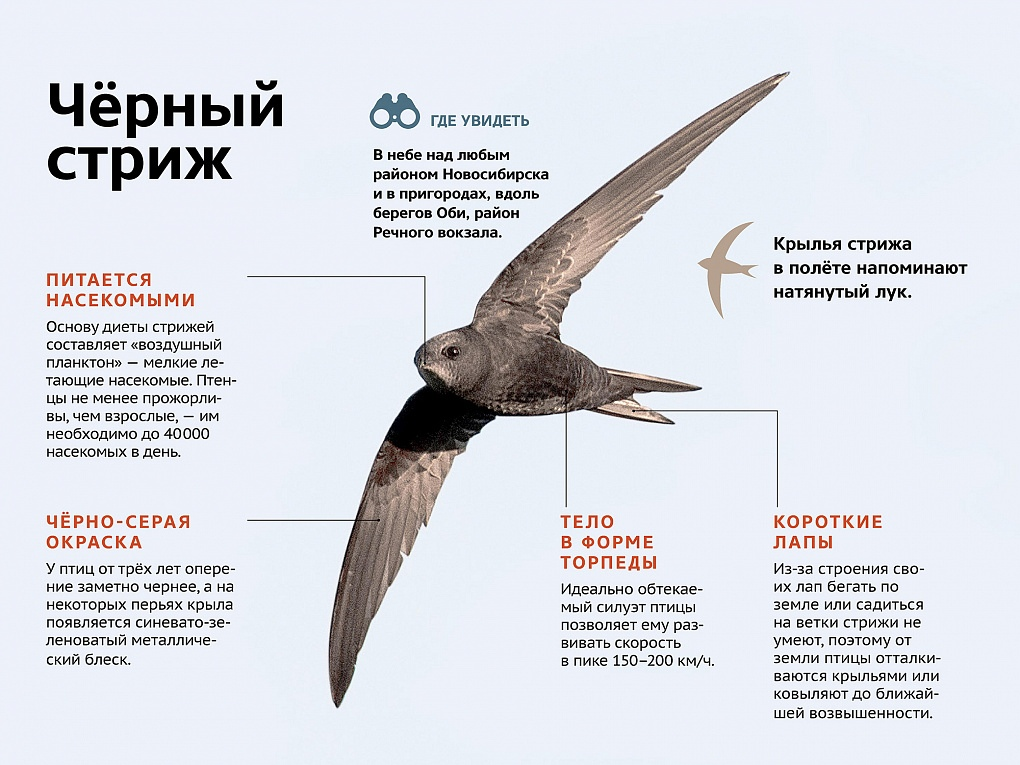 Чёрный
стриж
ГДЕ УВИДЕТЬ
В небе над любым
районом Новосибирска
и в пригородах, вдоль
берегов Оби, район
Речного вокзала.
Крылья стрижа
в полёте напоминают
натянутый лук.
ПИТАЕТСЯ
НАСЕКОМЫМИ
Основу диеты стрижей
составляет «воздушный
планктон» — мелкие ле-
тающие насекомые. Птен-
цы не менее прожорли-
вы, чем взрослые, — им
необходимо до 40000
насекомых в день.
ЧЁРНО-СЕРАЯ
ОКРАСКА
У птиц от трёх лет опере-
ние заметно чернее, а на
некоторых перьях крыла
появляется синевато-зе-
леноватый металличе-
ский блеск.
ТЕЛО
В ФОРМЕ
ТОРПЕДЫ
Идеально обтекае-
мый силуэт птицы
позволяет ему раз-
вивать скорость
в пике 150–200 км/ч.
КОРОТКИЕ
ЛАПЫ
Из-за строения сво-
их лап бегать по
земле или садиться
на ветки стрижи не
умеют, поэтому от
земли птицы отталки-
ваются крыльями или
ковыляют до ближай-
шей возвышенности.